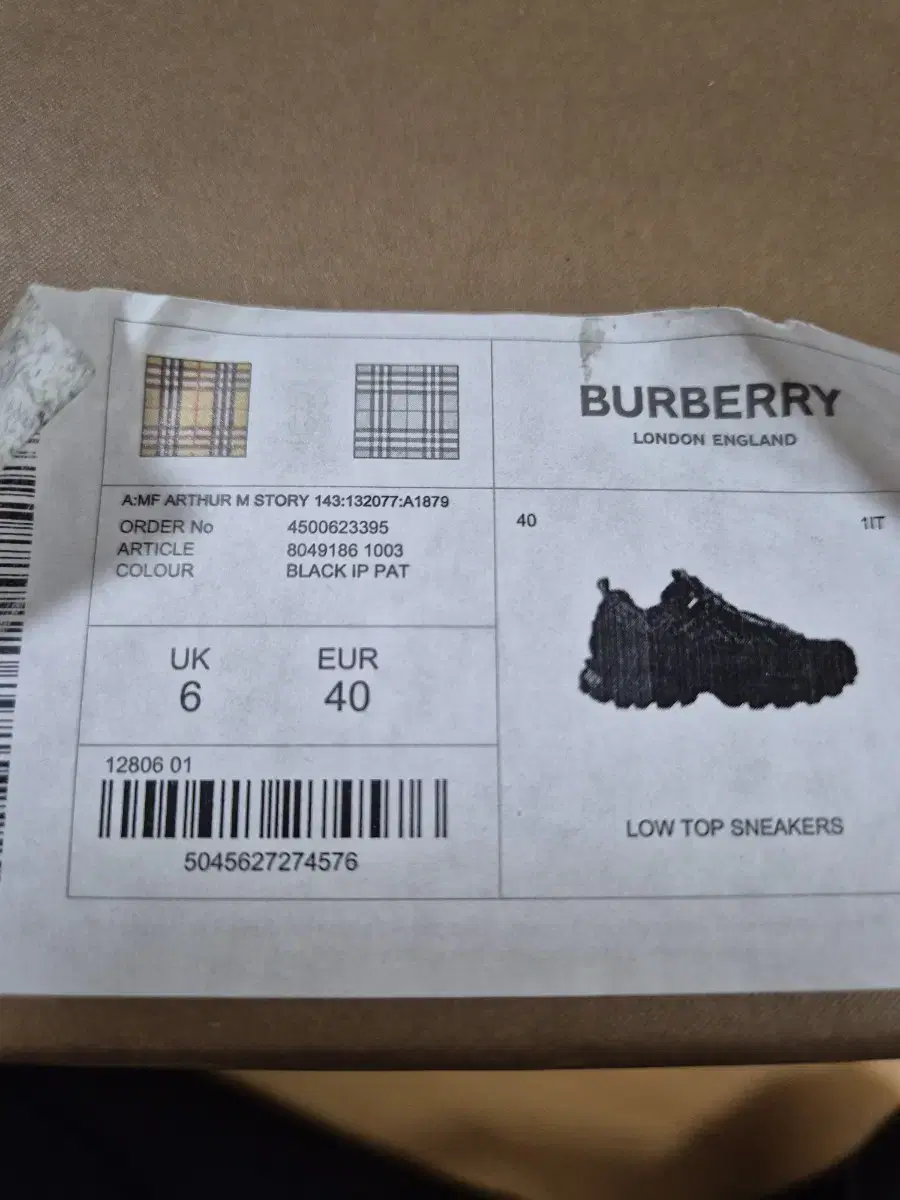 BURBERRY
LONDON ENGLAND
A:MF ARTHUR M STORY 143:132077:A1879
ORDER No 4500623395
ARTICLE 8049186 1003
COLOUR BLACK IP PAT
40 1IT
UK EUR
6 40
12806 01
5045627274576
LOW TOP SNEAKERS